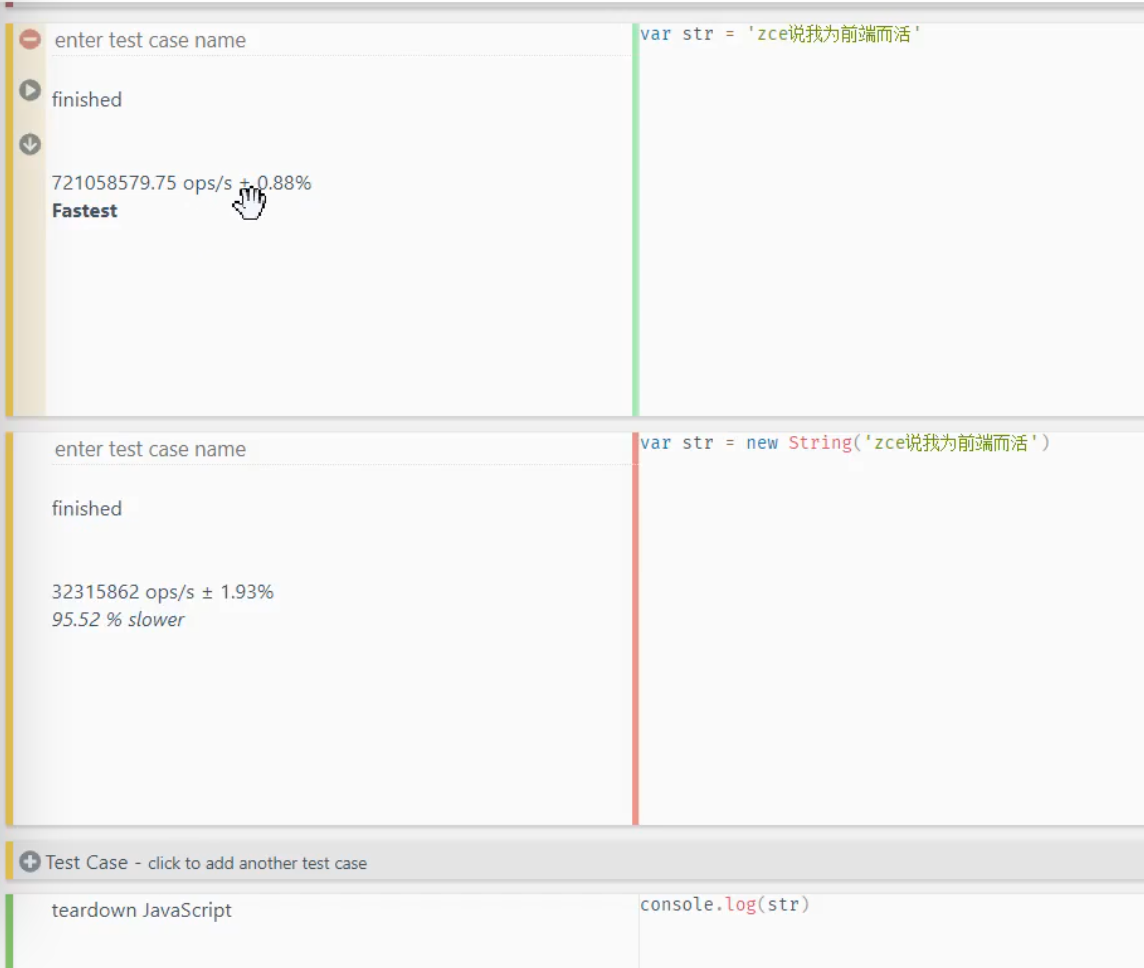 enter test case name
var str = 'zce说我为前端而活'
finished
721058579.75 ops/s ± 0.88%
Fastest
enter test case name
var str = new String('zce说我为前端而活')
finished
32315862 ops/s ± 1.93%
95.52 % slower
Test Case - click to add another test case
teardown JavaScript
console.log(str)